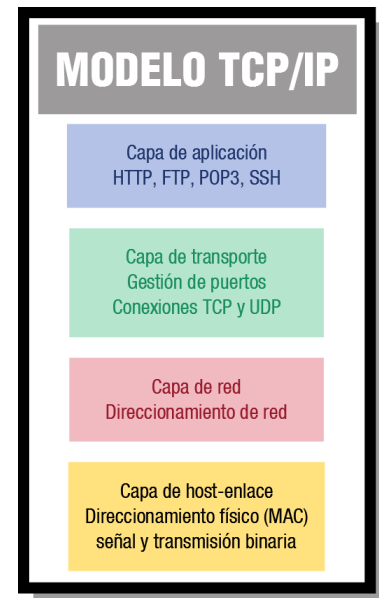 MODELO TCP/IP
Capa de aplicación
HTTP, FTP, POP3, SSH
Capa de transporte
Gestión de puertos
Conexiones TCP y UDP
Capa de red
Direccionamiento de red
Capa de host-enlace
Direccionamiento físico (MAC)
señal y transmisión binaria